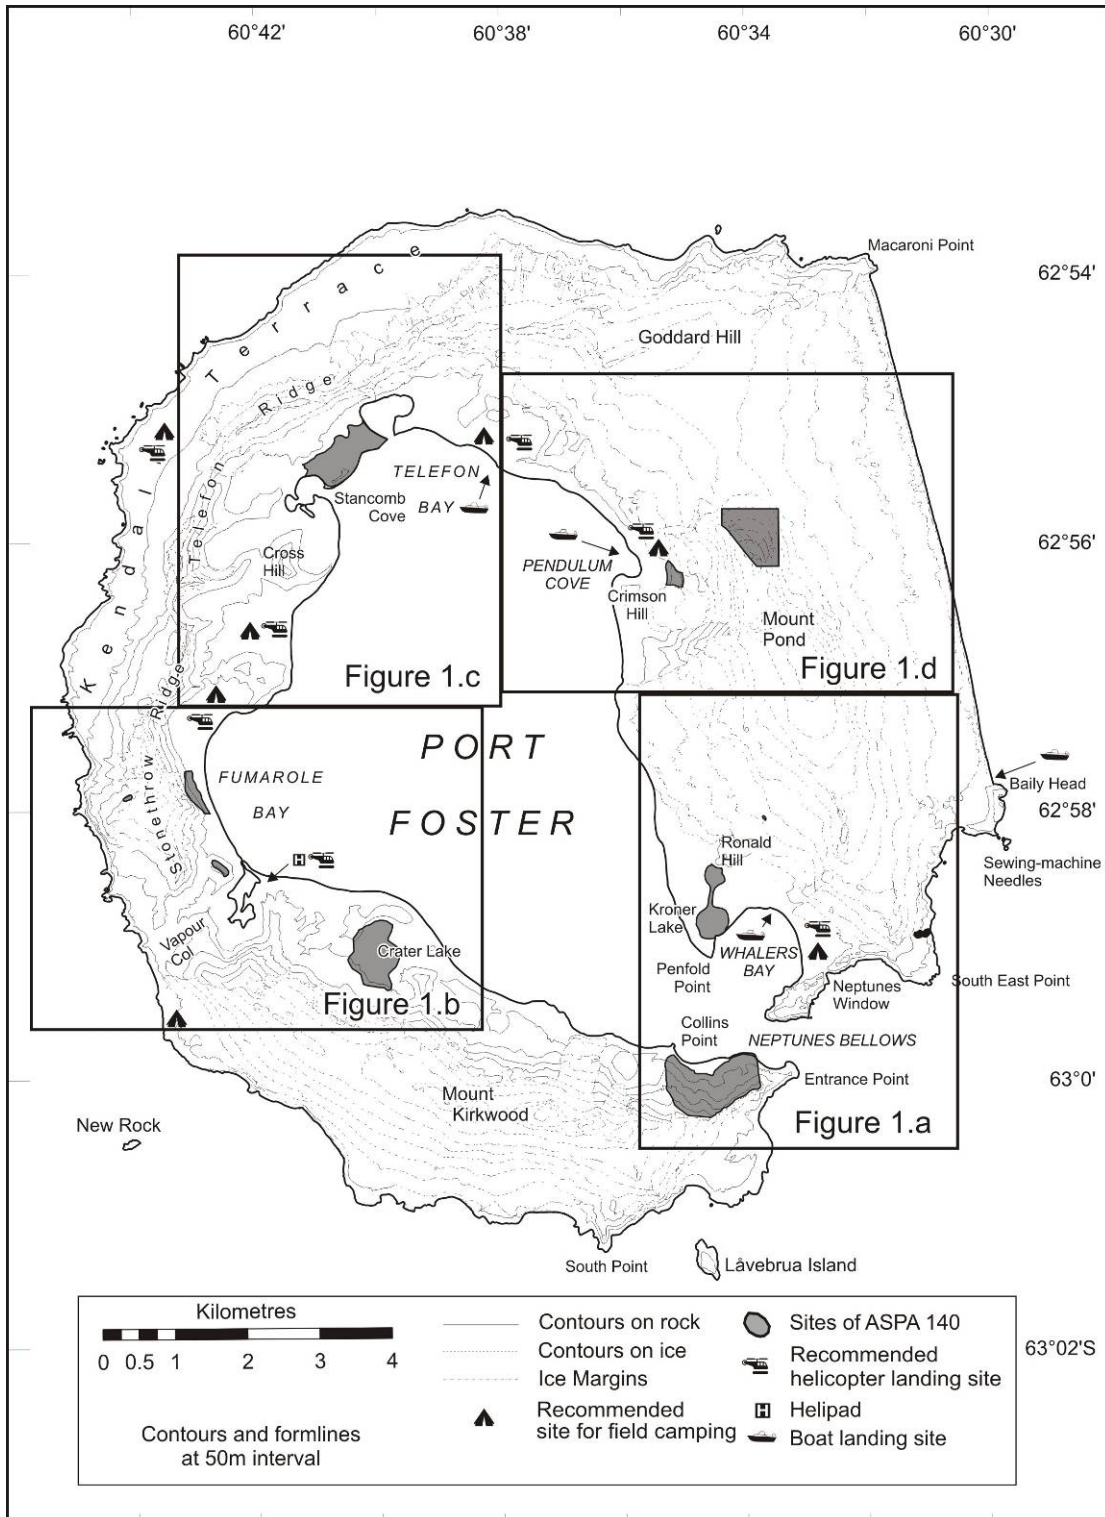 60°42'
60°38'
60°34'
60°30'
Macaroni Point
62°54'
Goddard Hill
Kendal Terrace
Telefon Ridge
TELEFON
BAY
Stancomb
Cove
Cross
Hill
62°56'
PENDULUM
COVE
Crimson
Hill
Mount
Pond
Figure 1.c
Figure 1.d
Stonethrow Ridge
PORT
FOSTER
FUMAROLE
BAY
Baily Head
62°58'
Sewing-machine
Needles
Ronald
Hill
Kroner
Lake
WHALERS
BAY
Penfold
Point
Neptunes
Window
South East Point
H
Vapour
Col
Crater Lake
Figure 1.b
Collins
Point
NEPTUNES BELLOWS
Entrance Point
63°0'
Mount
Kirkwood
Figure 1.a
New Rock
South Point
Låvebrua Island
Kilometres
0 0.5 1 2 3 4
Contours and formlines
at 50m interval
Contours on rock
Contours on ice
Ice Margins
Recommended
site for field camping
Sites of ASPA 140
Recommended
helicopter landing site
H Helipad
Boat landing site
63°02'S